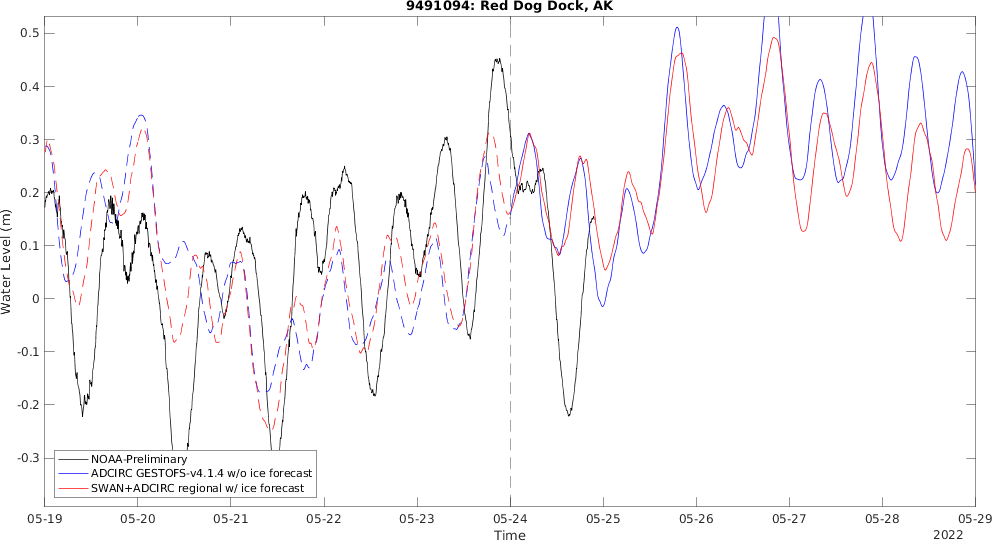 9491094: Red Dog Dock, AK
Water Level (m)
0.5
0.4
0.3
0.2
0.1
0
-0.1
-0.2
-0.3
NOAA-Preliminary
ADCIRC GESTOFS-v4.1.4 w/o ice forecast
SWAN+ADCIRC regional w/ ice forecast
05-19 05-20 05-21 05-22 05-23 05-24 05-25 05-26 05-27 05-28 05-29
Time
2022